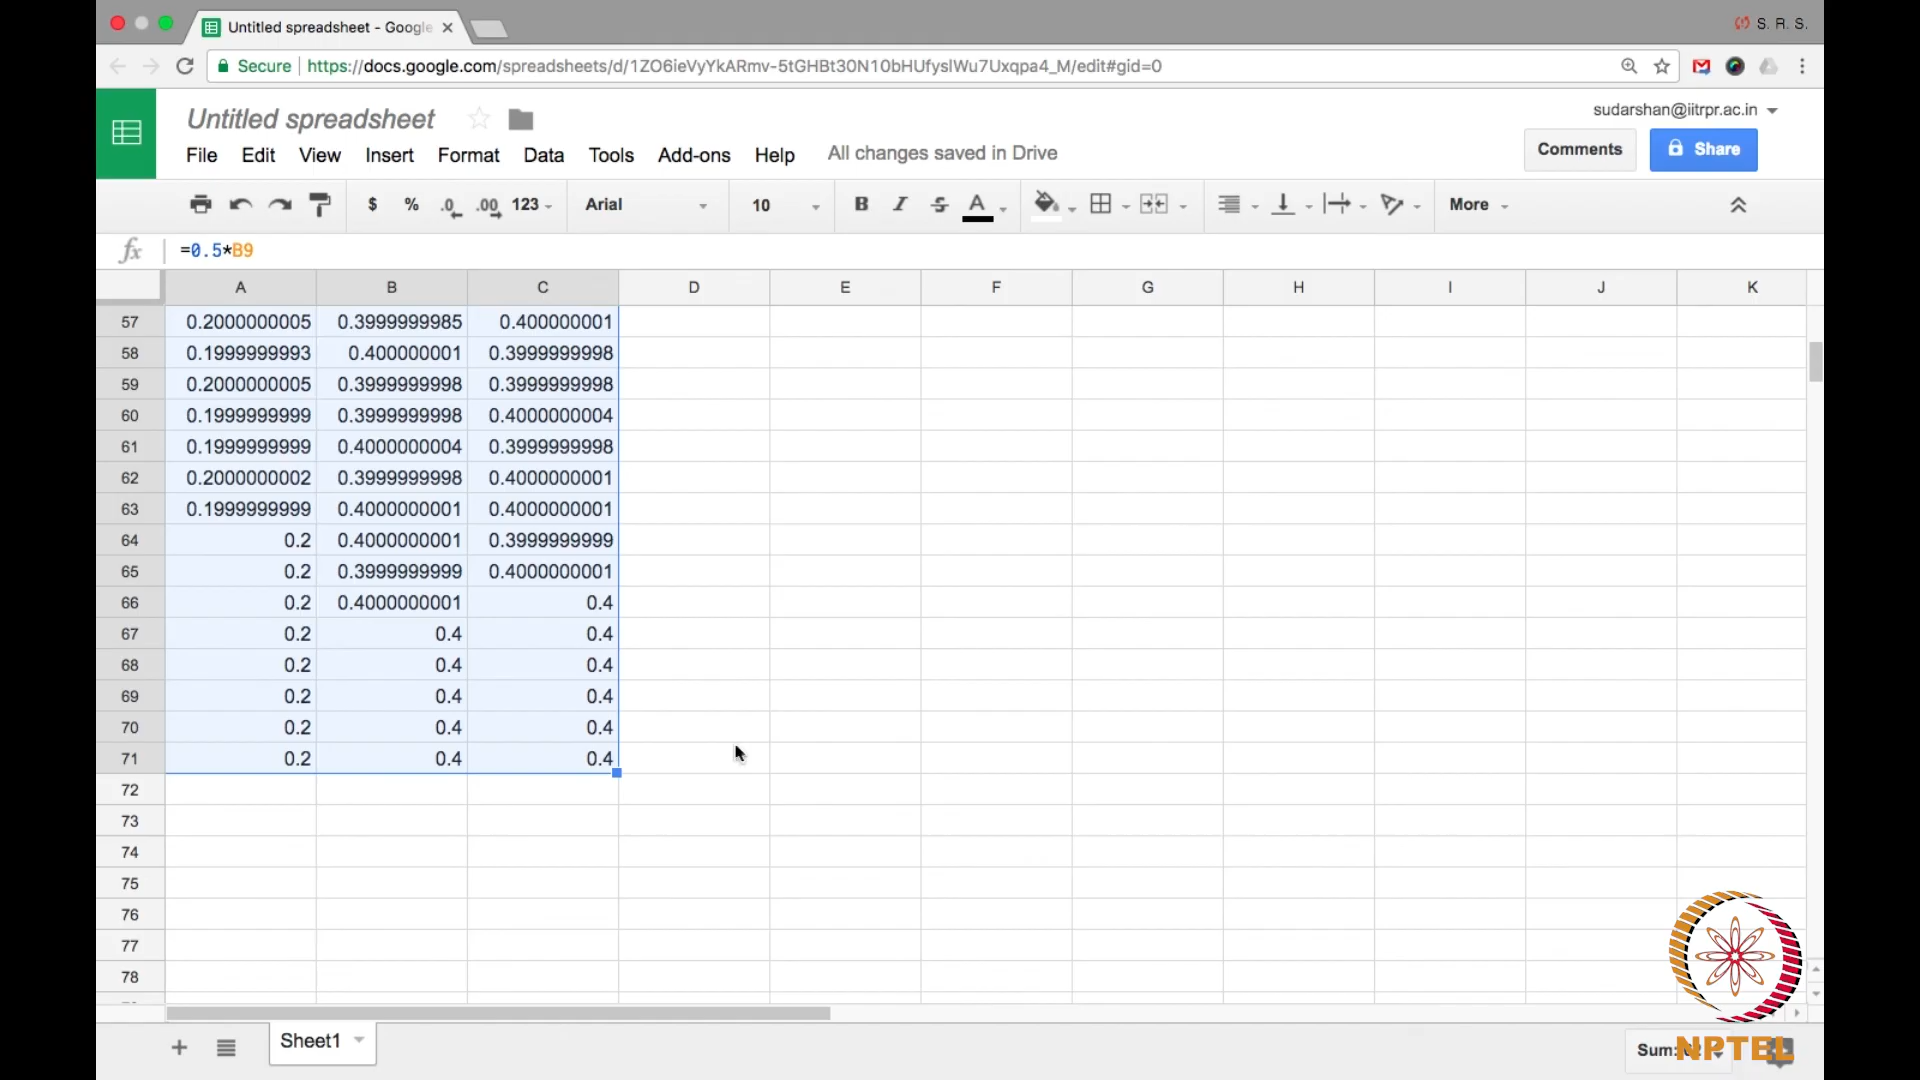 Untitled spreadsheet - Google
S. R. S.
Secure https://docs.google.com/spreadsheets/d/1ZO6ieVyYkARmv-5tGHBt30N10bHUfyslWu7Uxqpa4_M/edit#gid=0
Untitled spreadsheet
sudarshan@iitrpr.ac.in
File Edit View Insert Format Data Tools Add-ons Help All changes saved in Drive
Comments Share
$ % .0 .00 123 Arial 10 B I S A More
fx =0.5*B9
A B C D E F G H I J K
57 0.2000000005 0.3999999985 0.400000001
58 0.1999999993 0.400000001 0.3999999998
59 0.2000000005 0.3999999998 0.3999999998
60 0.1999999999 0.3999999998 0.4000000004
61 0.1999999999 0.4000000004 0.3999999998
62 0.2000000002 0.3999999998 0.4000000001
63 0.1999999999 0.4000000001 0.4000000001
64 0.2 0.4000000001 0.3999999999
65 0.2 0.3999999999 0.4000000001
66 0.2 0.4000000001 0.4
67 0.2 0.4 0.4
68 0.2 0.4 0.4
69 0.2 0.4 0.4
70 0.2 0.4 0.4
71 0.2 0.4 0.4
72
73
74
75
76
77
78
Sheet1
Sum:
NPTEL